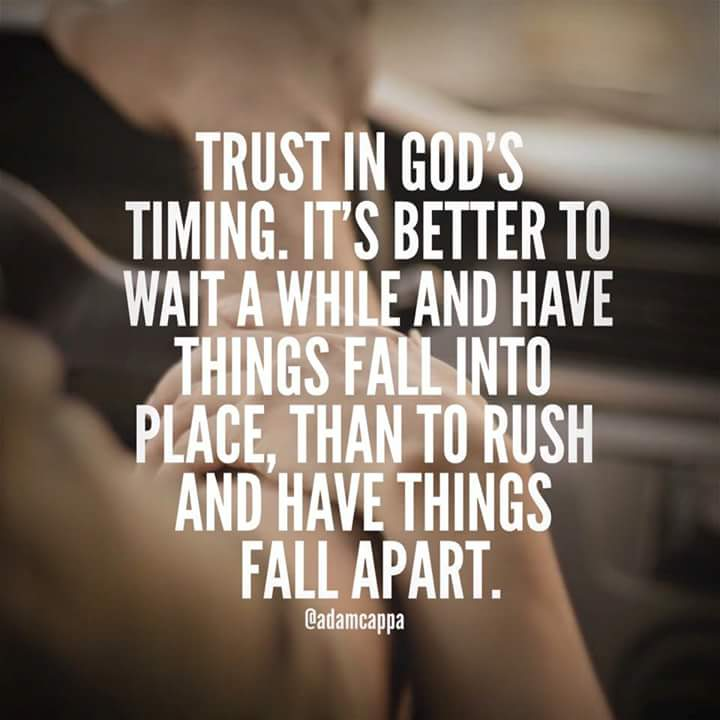 TRUST IN GOD'S
TIMING. IT'S BETTER TO
WAIT A WHILE AND HAVE
THINGS FALL INTO
PLACE, THAN TO RUSH
AND HAVE THINGS
FALL APART.
@adamcappa